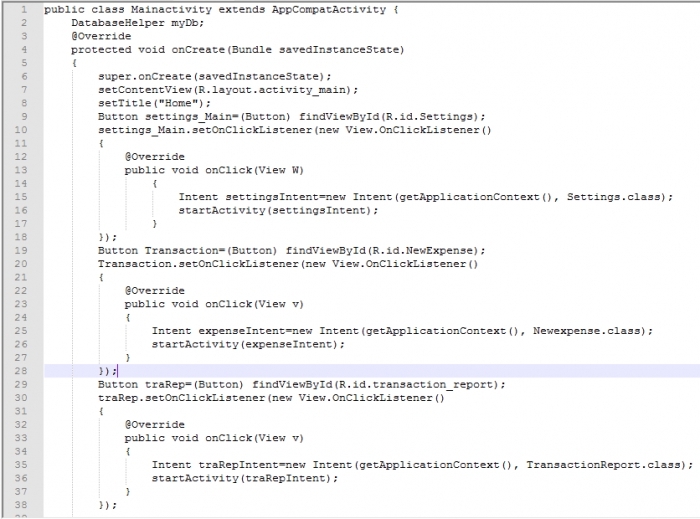 1 public class Mainactivity extends AppCompatActivity {
2 DatabaseHelper myDb;
3 @Override
4 protected void onCreate(Bundle savedInstanceState)
5 {
6 super.onCreate(savedInstanceState);
7 setContentView(R.layout.activity_main);
8 setTitle("Home");
9 Button settings_Main=(Button) findViewById(R.id.Settings);
10 settings_Main.setOnClickListener(new View.OnClickListener()
11 {
12 @Override
13 public void onClick(View W)
14 {
15 Intent settingsIntent=new Intent(getApplicationContext(), Settings.class);
16 startActivity(settingsIntent);
17 }
18 });
19 Button Transaction=(Button) findViewById(R.id.NewExpense);
20 Transaction.setOnClickListener(new View.OnClickListener()
21 {
22 @Override
23 public void onClick(View v)
24 {
25 Intent expenseIntent=new Intent(getApplicationContext(), Newexpense.class);
26 startActivity(expenseIntent);
27 }
28 });
29 Button traRep=(Button) findViewById(R.id.transaction_report);
30 traRep.setOnClickListener(new View.OnClickListener()
31 {
32 @Override
33 public void onClick(View v)
34 {
35 Intent traRepIntent=new Intent(getApplicationContext(), TransactionReport.class);
36 startActivity(traRepIntent);
37 }
38 });